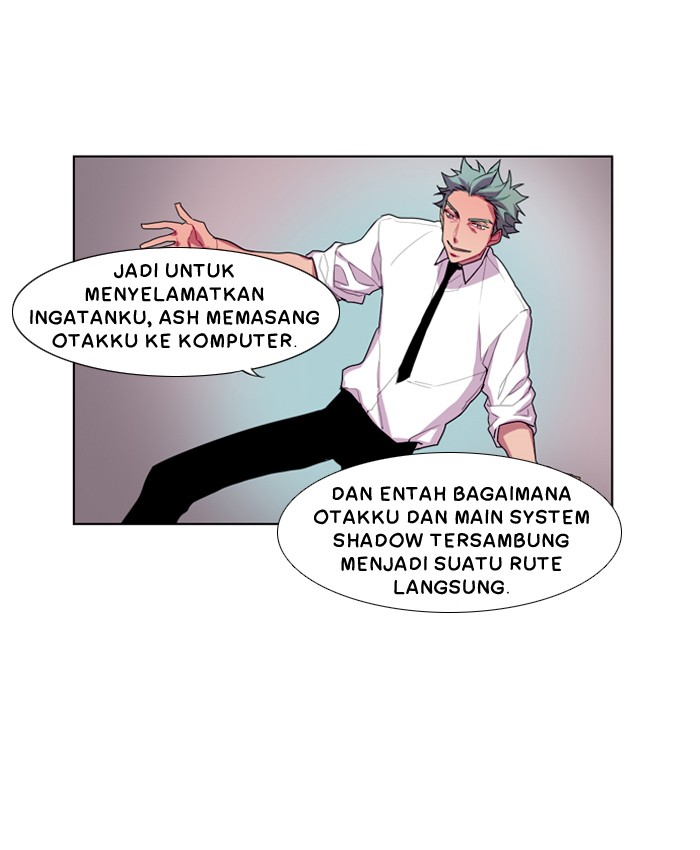 JADI UNTUK
MENYELAMATKAN
INGATANKU, ASH MEMASANG
OTAKKU KE KOMPUTER.
DAN ENTAH BAGAIMANA
OTAKKU DAN MAIN SYSTEM
SHADOW TERSAMBUNG
MENJADI SUATU RUTE
LANGSUNG.